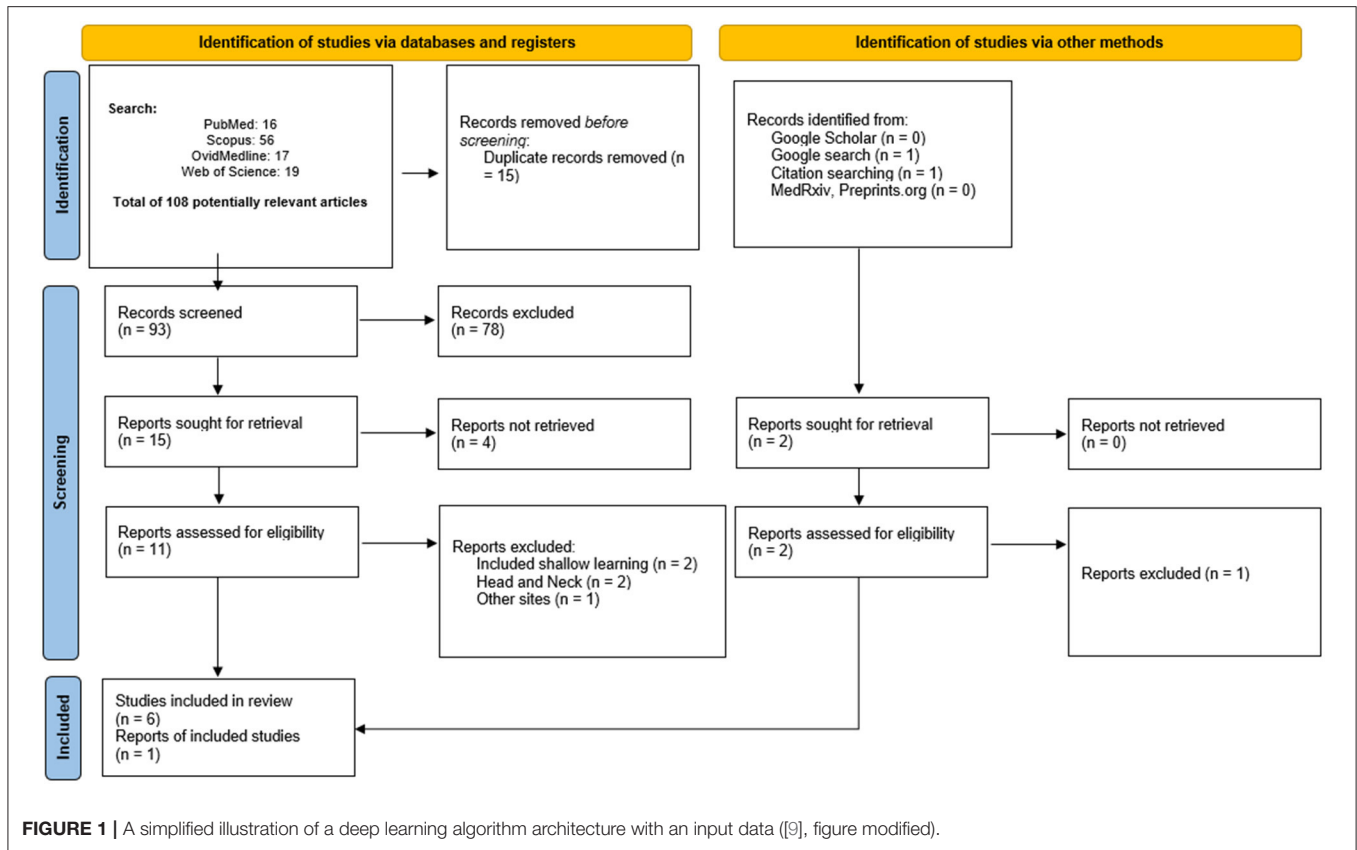 Identification of studies via databases and registers
Identification of studies via other methods
Identification
Search:
PubMed: 16
Scopus: 56
OvidMedline: 17
Web of Science: 19
Total of 108 potentially relevant articles
Records removed before
screening:
Duplicate records removed (n
= 15)
Records identified from:
Google Scholar (n = 0)
Google search (n = 1)
Citation searching (n = 1)
MedRxiv, Preprints.org (n = 0)
Screening
Records screened
(n = 93)
Records excluded
(n = 78)
Reports sought for retrieval
(n = 15)
Reports not retrieved
(n = 4)
Reports sought for retrieval
(n = 2)
Reports not retrieved
(n = 0)
Reports assessed for eligibility
(n = 11)
Reports excluded:
Included shallow learning (n = 2)
Head and Neck (n = 2)
Other sites (n = 1)
Reports assessed for eligibility
(n = 2)
Reports excluded (n = 1)
Included
Studies included in review
(n = 6)
Reports of included studies
(n = 1)
FIGURE 1 | A simplified illustration of a deep learning algorithm architecture with an input data ([9], figure modified).